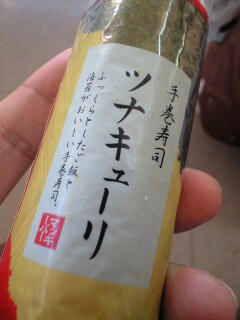 手巻寿司
ツナキューリ
ふっくらとしたご飯と
海苔がおいしい手巻寿司。